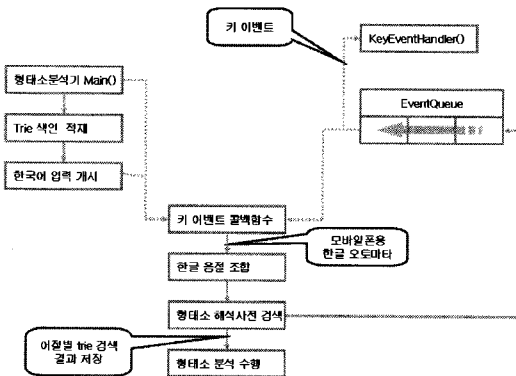 키 이벤트
KeyEventHandler()
형태소분석기 Main()
EventQueue
Trie 색인 적재
한국어 입력 개시
키 이벤트 콜백함수
모바일폰용
한글 오토마타
한글 음절 조합
형태소 해석사전 검색
어절별 trie 검색
결과 저장
형태소 분석 수행